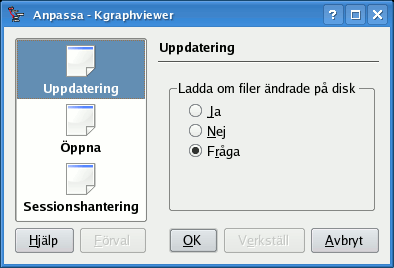 Anpassa - Kgraphviewer
Uppdatering
Öppna
Sessionshantering
Uppdatering
Ladda om filer ändrade på disk
Ja
Nej
Fråga
Hjälp Förval OK Verkställ Avbryt